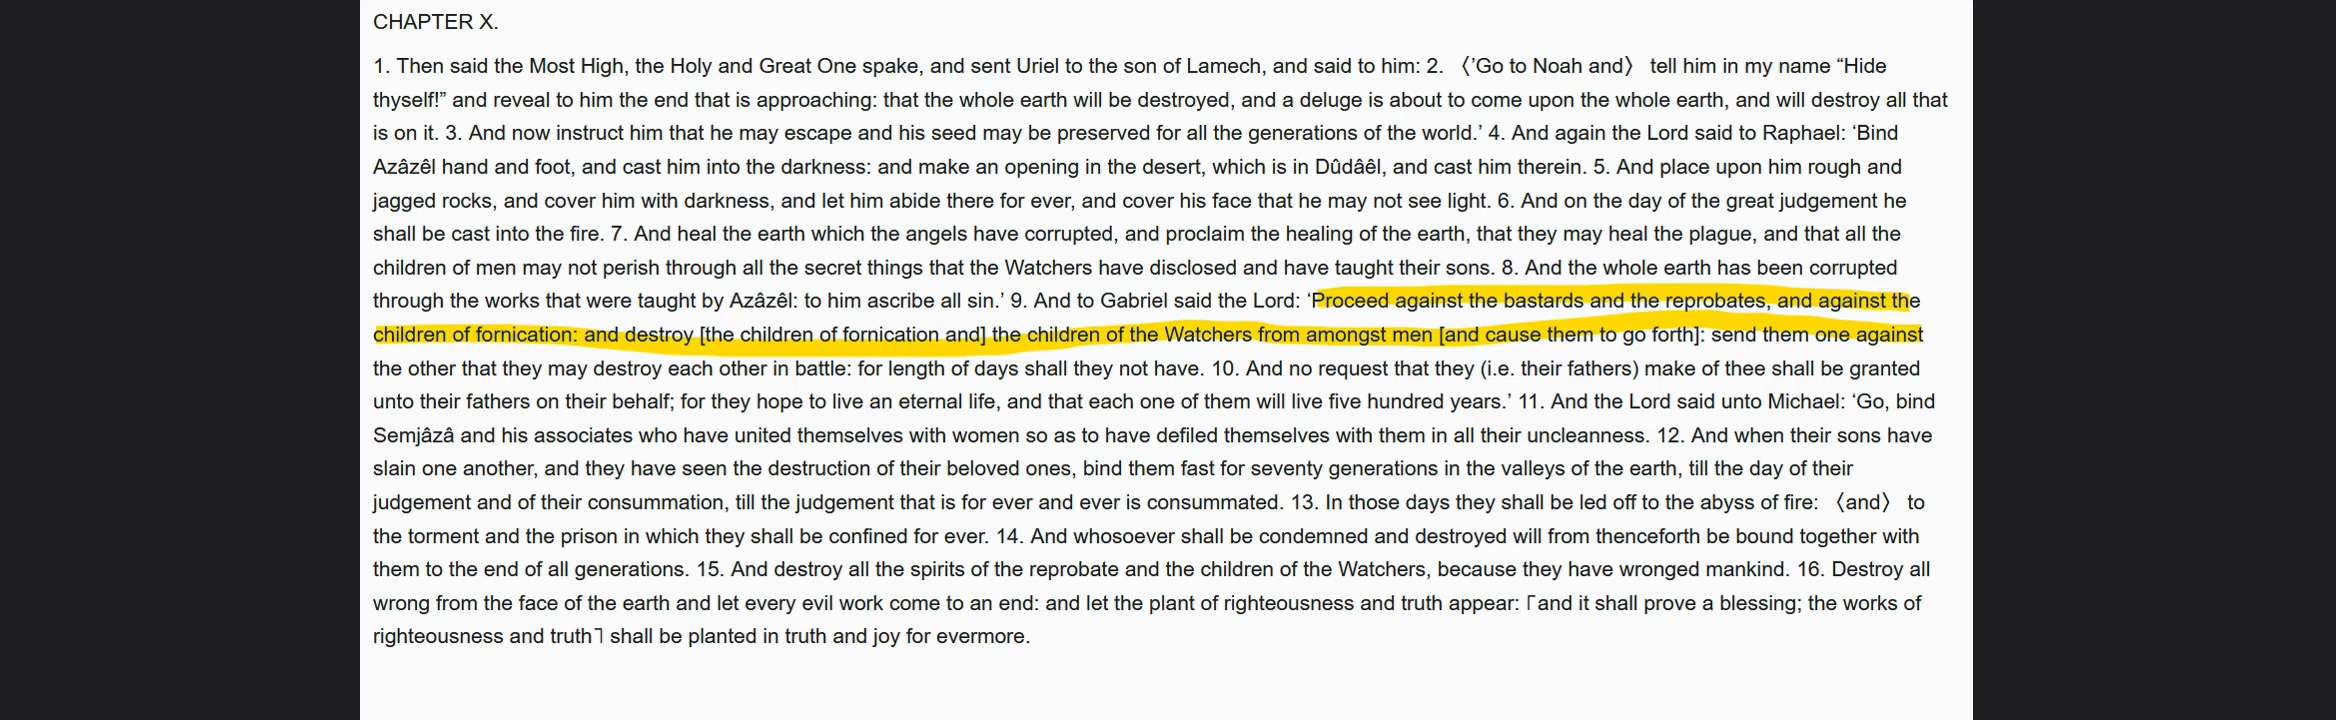 CHAPTER X.
1. Then said the Most High, the Holy and Great One spake, and sent Uriel to the son of Lamech, and said to him: 2. 〈’Go to Noah and〉 tell him in my name “Hide
thyself!” and reveal to him the end that is approaching: that the whole earth will be destroyed, and a deluge is about to come upon the whole earth, and will destroy all that
is on it. 3. And now instruct him that he may escape and his seed may be preserved for all the generations of the world.’ 4. And again the Lord said to Raphael: ‘Bind
Azâzêl hand and foot, and cast him into the darkness: and make an opening in the desert, which is in Dûdâêl, and cast him therein. 5. And place upon him rough and
jagged rocks, and cover him with darkness, and let him abide there for ever, and cover his face that he may not see light. 6. And on the day of the great judgement he
shall be cast into the fire. 7. And heal the earth which the angels have corrupted, and proclaim the healing of the earth, that they may heal the plague, and that all the
children of men may not perish through all the secret things that the Watchers have disclosed and have taught their sons. 8. And the whole earth has been corrupted
through the works that were taught by Azâzêl: to him ascribe all sin.’ 9. And to Gabriel said the Lord: ‘Proceed against the bastards and the reprobates, and against the
children of fornication: and destroy [the children of fornication and] the children of the Watchers from amongst men [and cause them to go forth]: send them one against
the other that they may destroy each other in battle: for length of days shall they not have. 10. And no request that they (i.e. their fathers) make of thee shall be granted
unto their fathers on their behalf; for they hope to live an eternal life, and that each one of them will live five hundred years.’ 11. And the Lord said unto Michael: ‘Go, bind
Semjâzâ and his associates who have united themselves with women so as to have defiled themselves with them in all their uncleanness. 12. And when their sons have
slain one another, and they have seen the destruction of their beloved ones, bind them fast for seventy generations in the valleys of the earth, till the day of their
judgement and of their consummation, till the judgement that is for ever and ever is consummated. 13. In those days they shall be led off to the abyss of fire: 〈and〉 to
the torment and the prison in which they shall be confined for ever. 14. And whosoever shall be condemned and destroyed will from thenceforth be bound together with
them to the end of all generations. 15. And destroy all the spirits of the reprobate and the children of the Watchers, because they have wronged mankind. 16. Destroy all
wrong from the face of the earth and let every evil work come to an end: and let the plant of righteousness and truth appear: ⌈and it shall prove a blessing; the works of
righteousness and truth⌉ shall be planted in truth and joy for evermore.